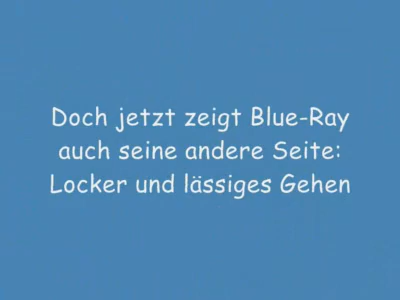 Doch jetzt zeigt Blue-Ray
auch seine andere Seite:
Locker und lässiges Gehen